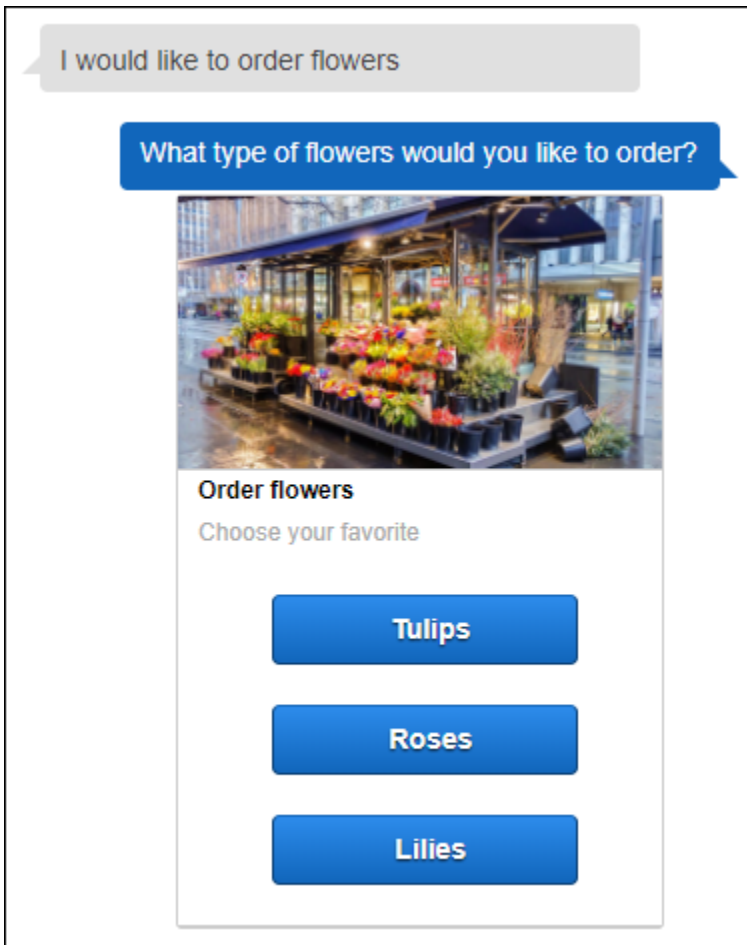 I would like to order flowers
What type of flowers would you like to order?
Order flowers
Choose your favorite
Tulips
Roses
Lilies